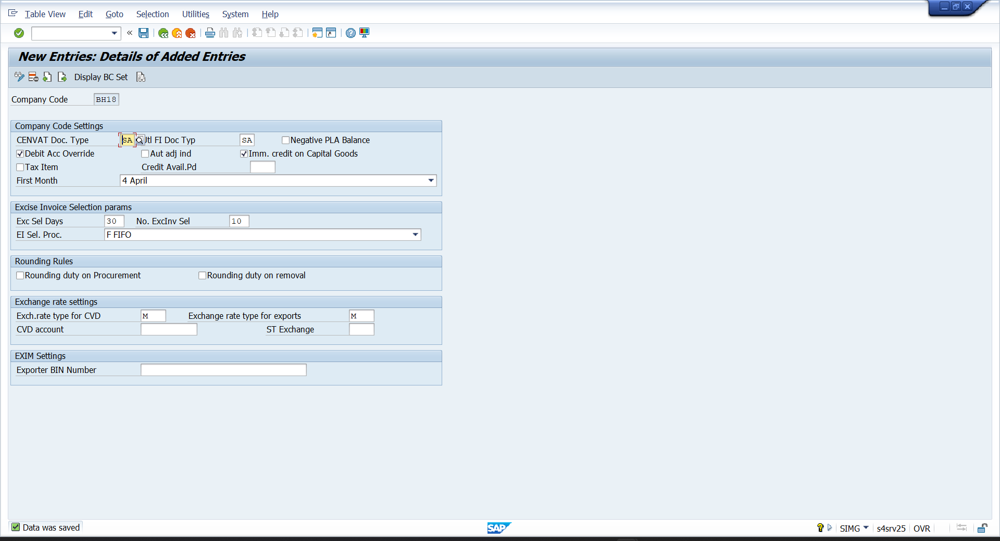 Table View Edit Goto Selection Utilities System Help
«
New Entries: Details of Added Entries
Display BC Set
Company Code BH18
Company Code Settings
CENVAT Doc. Type SA Utl FI Doc Typ SA Negative PLA Balance
Debit Acc Override Aut adj ind Imm. credit on Capital Goods
Tax Item Credit Avail.Pd
First Month 4 April
Excise Invoice Selection params
Exc Sel Days 30 No. ExcInv Sel 10
EI Sel. Proc. F FIFO
Rounding Rules
Rounding duty on Procurement Rounding duty on removal
Exchange rate settings
Exch.rate type for CVD M Exchange rate type for exports M
CVD account ST Exchange
EXIM Settings
Exporter BIN Number
Data was saved SAP SIMG s4srv25 OVR